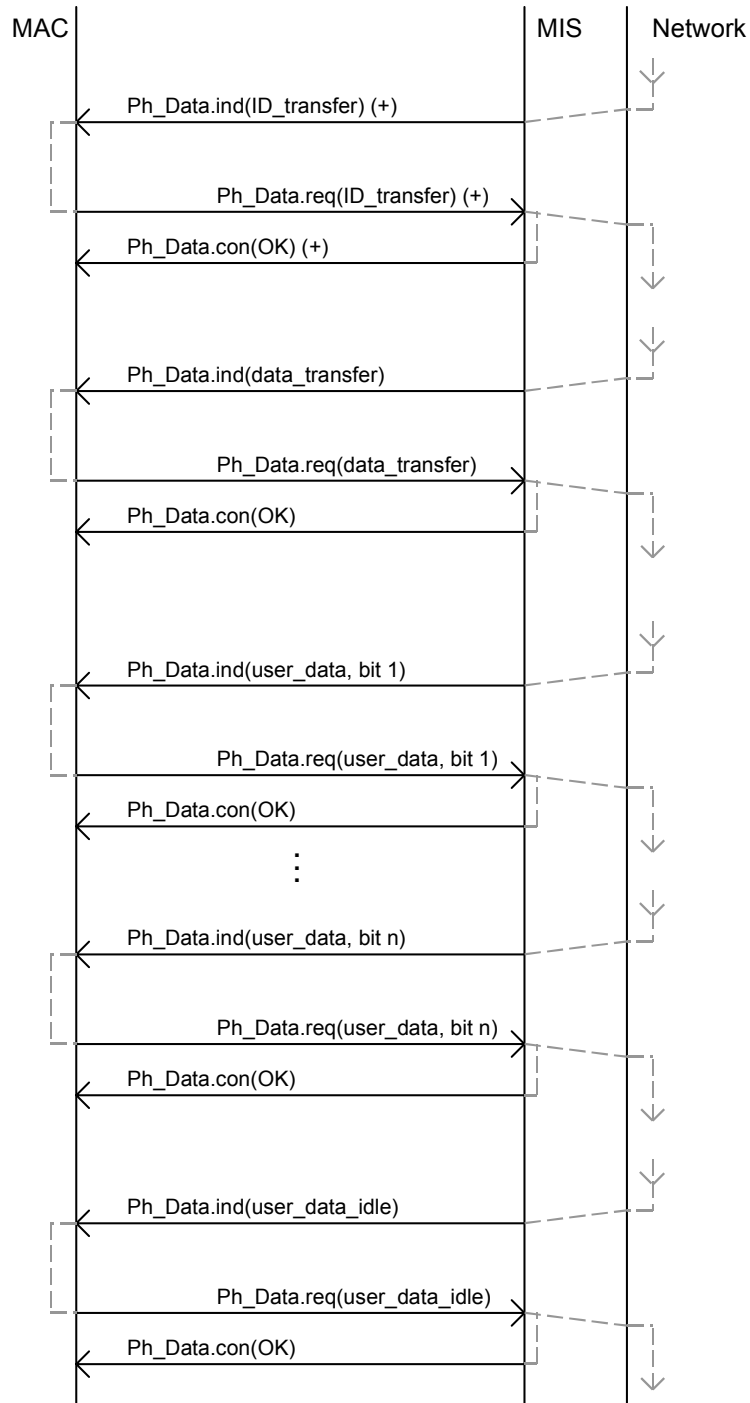 MAC MIS Network
Ph_Data.ind(ID_transfer) (+)
Ph_Data.req(ID_transfer) (+)
Ph_Data.con(OK) (+)
Ph_Data.ind(data_transfer)
Ph_Data.req(data_transfer)
Ph_Data.con(OK)
Ph_Data.ind(user_data, bit 1)
Ph_Data.req(user_data, bit 1)
Ph_Data.con(OK)
⋮
Ph_Data.ind(user_data, bit n)
Ph_Data.req(user_data, bit n)
Ph_Data.con(OK)
Ph_Data.ind(user_data_idle)
Ph_Data.req(user_data_idle)
Ph_Data.con(OK)